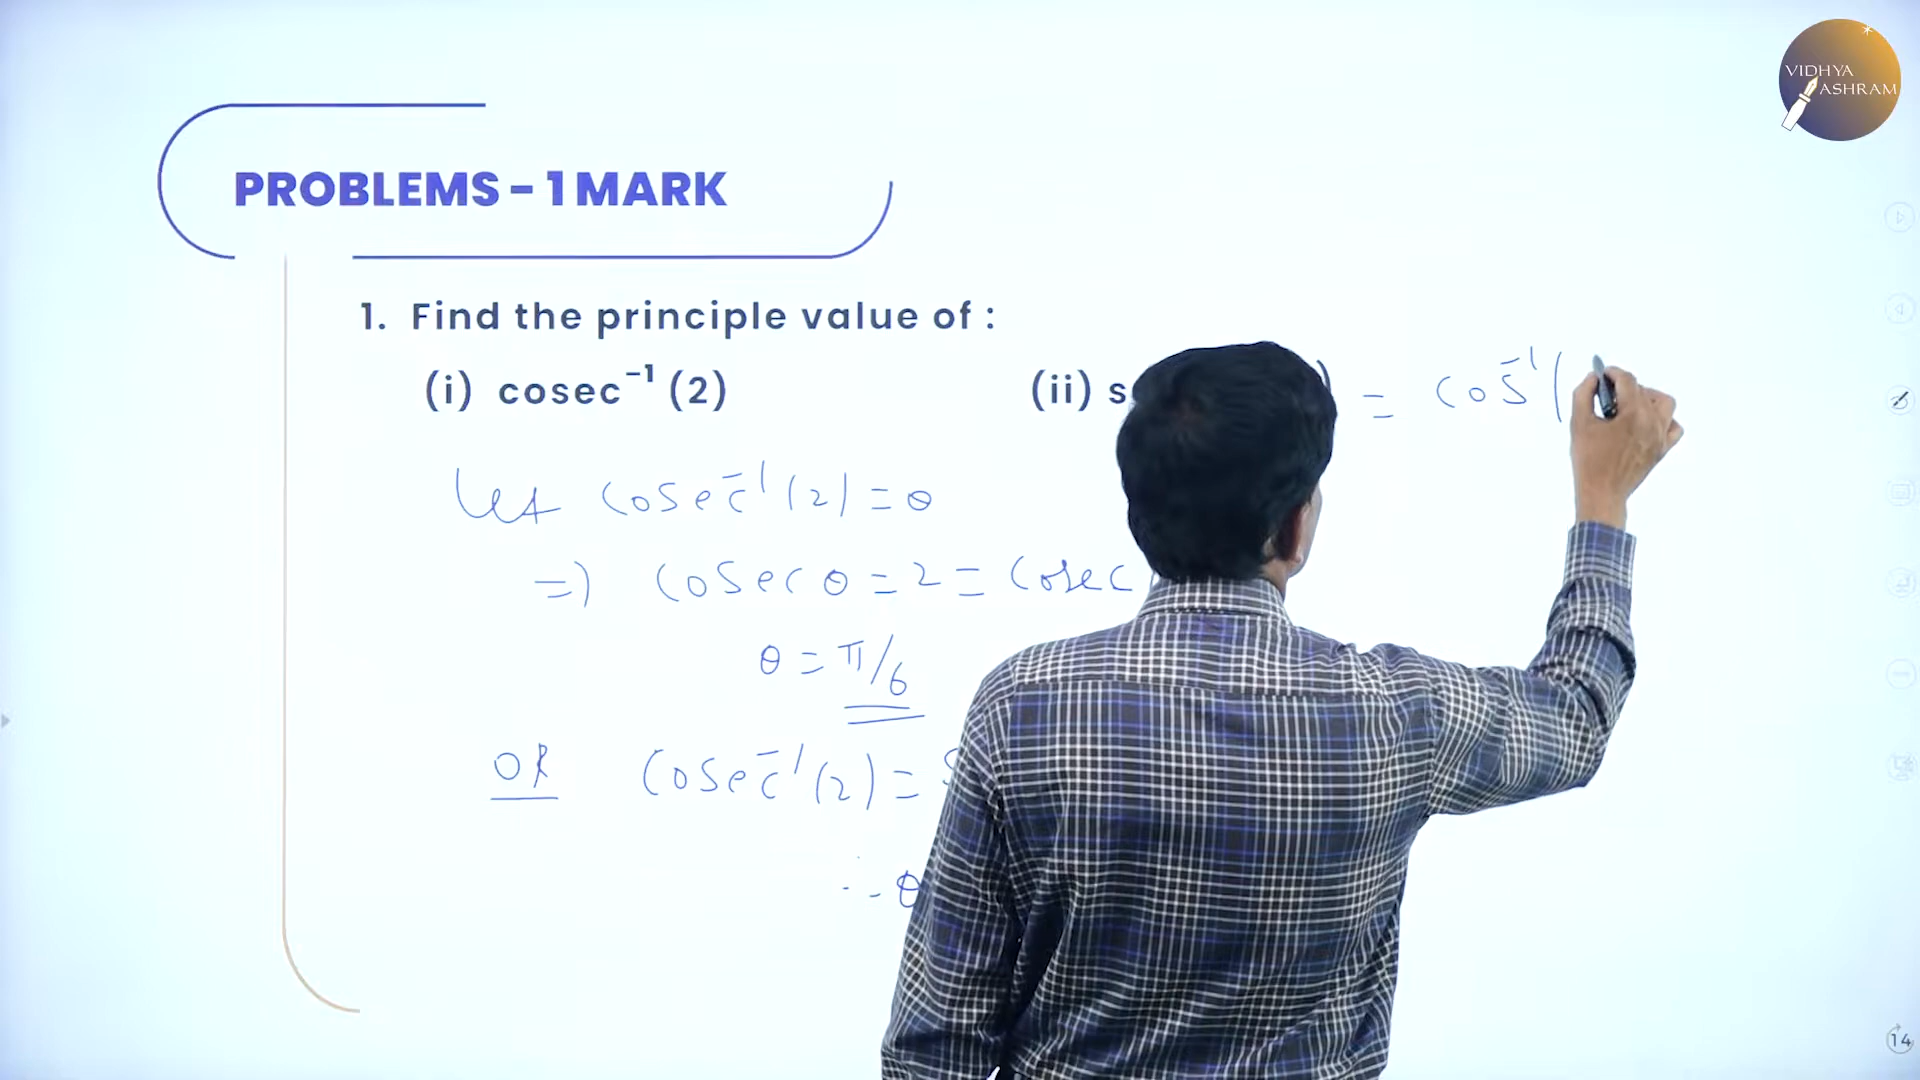 VIDHYA
ASHRAM
PROBLEMS - 1 MARK
1. Find the principle value of :
(i) cosec⁻¹ (2) (ii) s ) = cos⁻¹(
Let cosec⁻¹(2) = θ
=) cosec θ = 2 = cosec
θ = π/6
OR cosec⁻¹(2) = S
∴ θ
14